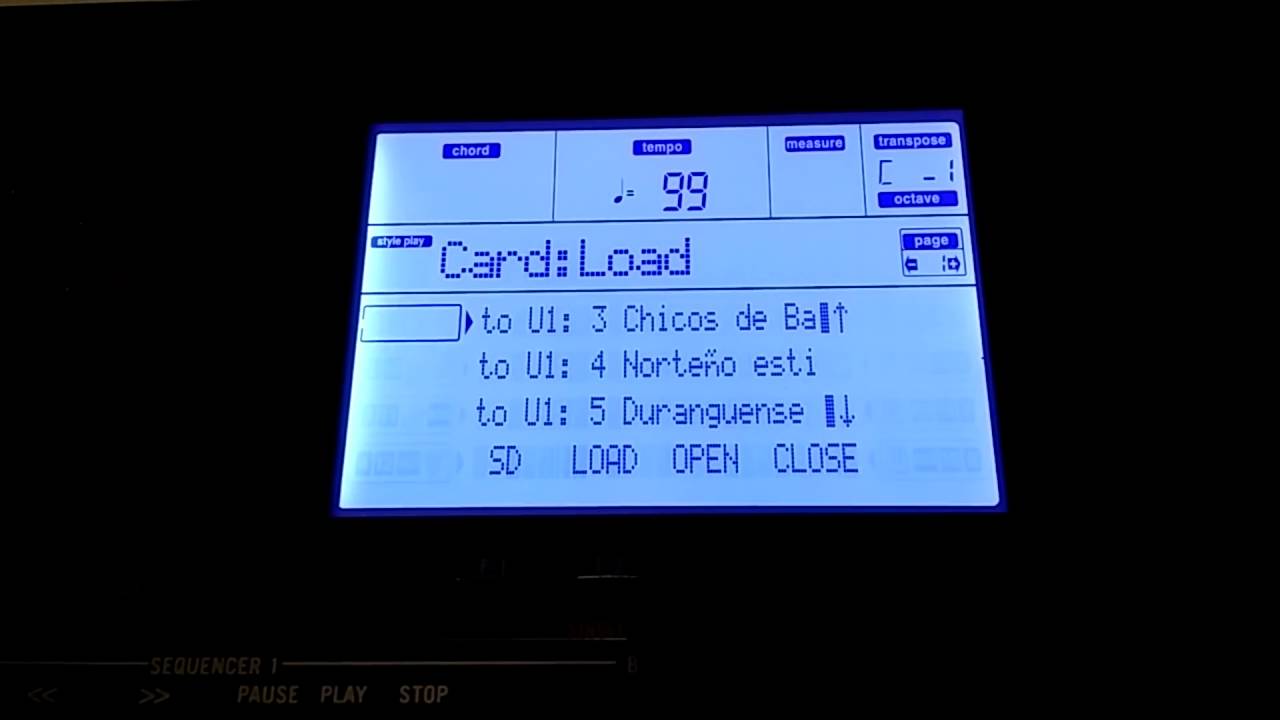 chord tempo measure transpose
♩= 99
C -1
octave
style play Card:Load page
1
to U1: 3 Chicos de Ba ↑
to U1: 4 Norteño esti
to U1: 5 Duranguense ↓
SD LOAD OPEN CLOSE
SEQUENCER 1 B
<< >> PAUSE PLAY STOP